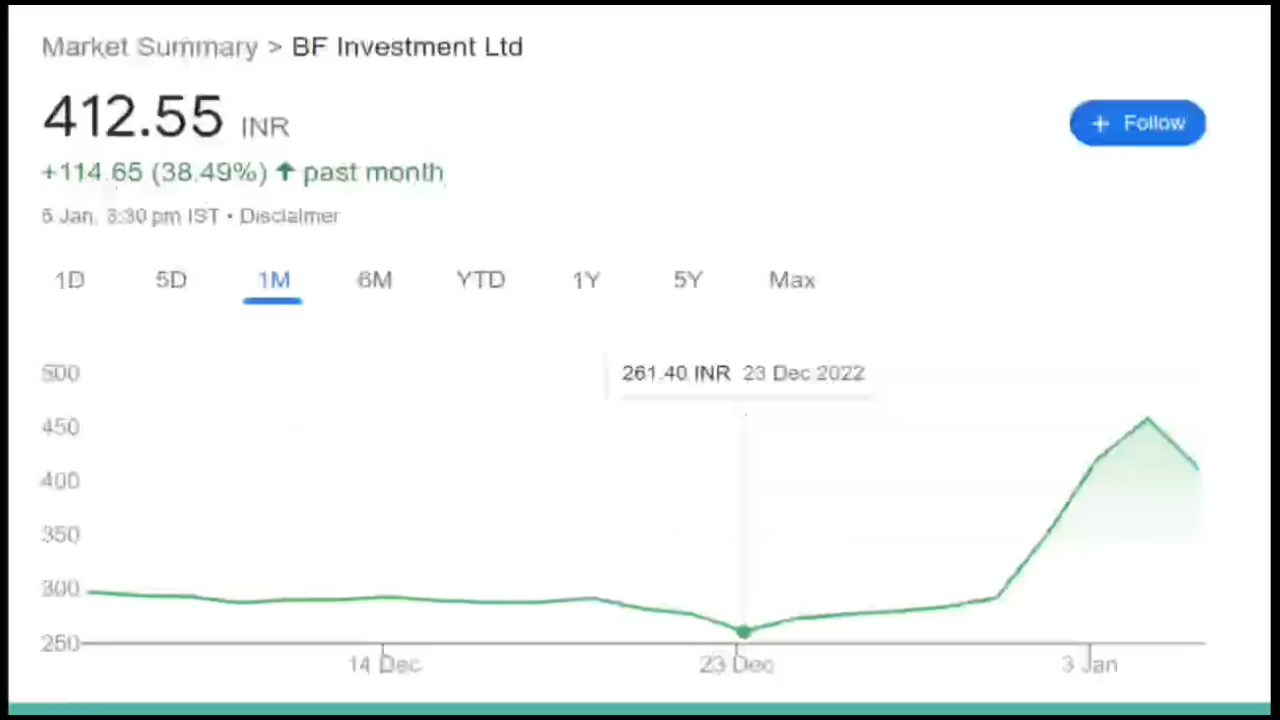 Market Summary > BF Investment Ltd
412.55 INR
+ Follow
+114.65 (38.49%) ↑ past month
6 Jan, 3:30 pm IST • Disclaimer
1D 5D 1M 6M YTD 1Y 5Y Max
261.40 INR 23 Dec 2022
500
450
400
350
300
250
14 Dec 23 Dec 3 Jan